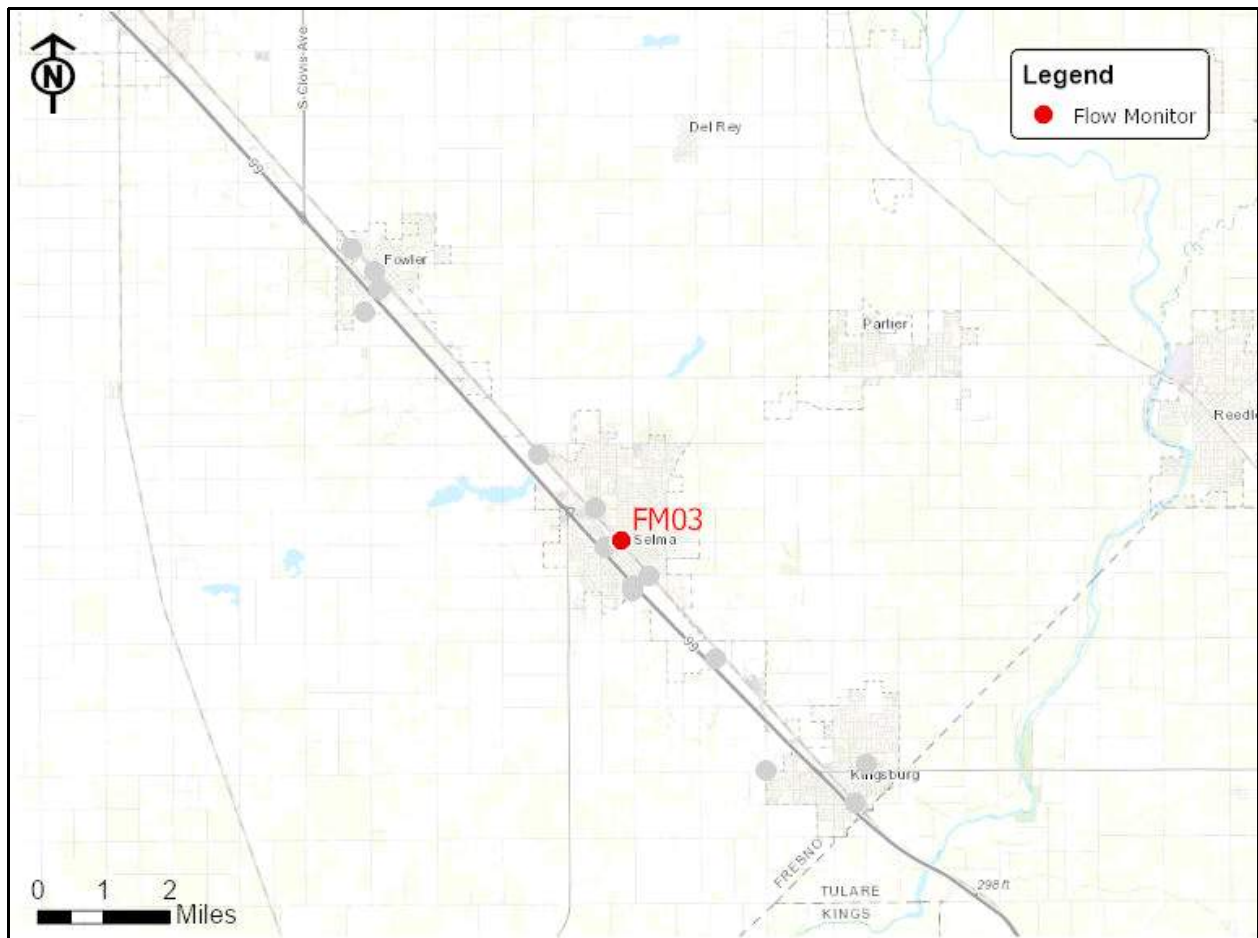 N
S-Clovis-Ave
Legend
Flow Monitor
Del Rey
99
Fowler
Parlier
Reedle
FM03
Selma
99
Kingsburg
FRESNO
298 ft
TULARE
KINGS
0 1 2
Miles